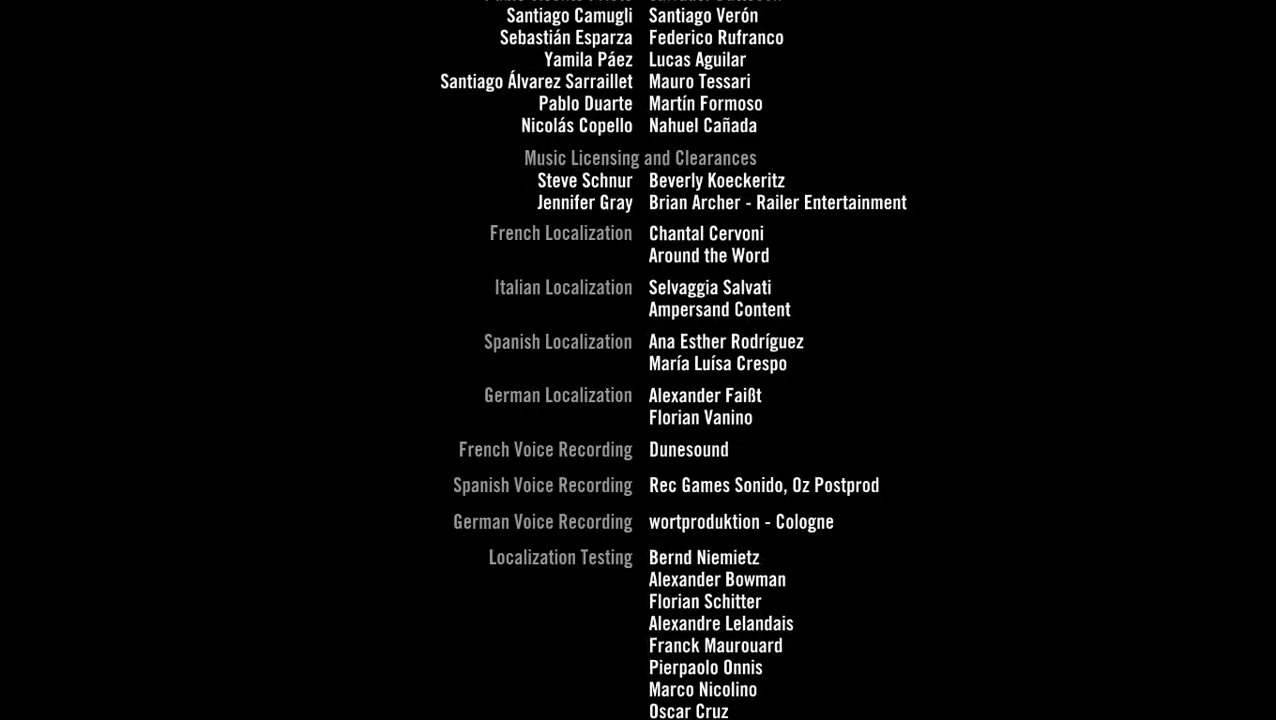 Santiago Camugli Santiago Verón
Sebastián Esparza Federico Rufranco
Yamila Páez Lucas Aguilar
Santiago Álvarez Sarraillet Mauro Tessari
Pablo Duarte Martín Formoso
Nicolás Copello Nahuel Cañada
Music Licensing and Clearances
Steve Schnur Beverly Koeckeritz
Jennifer Gray Brian Archer - Railer Entertainment
French Localization Chantal Cervoni
Around the Word
Italian Localization Selvaggia Salvati
Ampersand Content
Spanish Localization Ana Esther Rodríguez
María Luísa Crespo
German Localization Alexander Faißt
Florian Vanino
French Voice Recording Dunesound
Spanish Voice Recording Rec Games Sonido, Oz Postprod
German Voice Recording wortproduktion - Cologne
Localization Testing Bernd Niemietz
Alexander Bowman
Florian Schitter
Alexandre Lelandais
Franck Maurouard
Pierpaolo Onnis
Marco Nicolino
Oscar Cruz